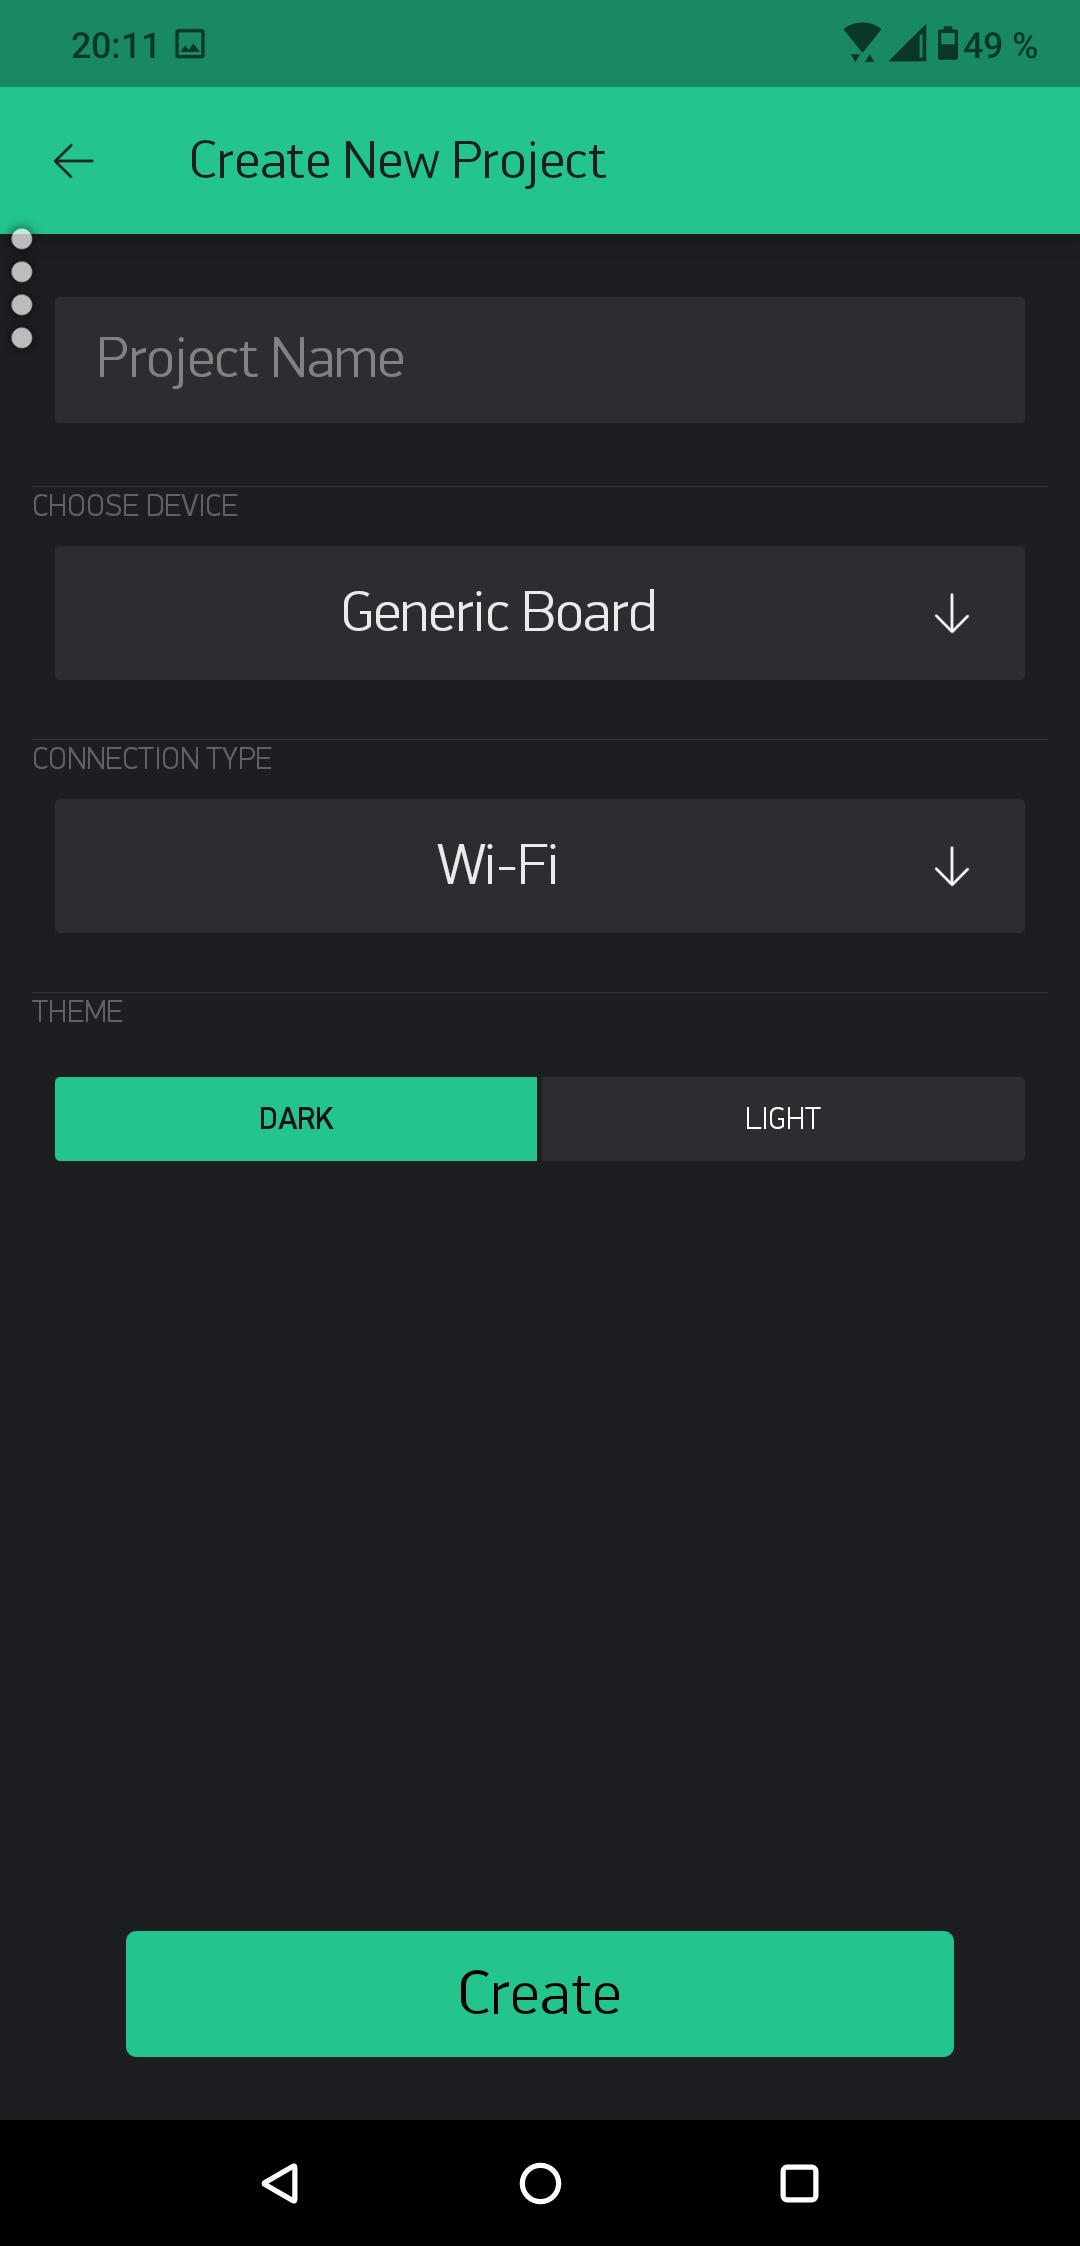 20:11
49 %
Create New Project
Project Name
CHOOSE DEVICE
Generic Board
CONNECTION TYPE
Wi-Fi
THEME
DARK
LIGHT
Create